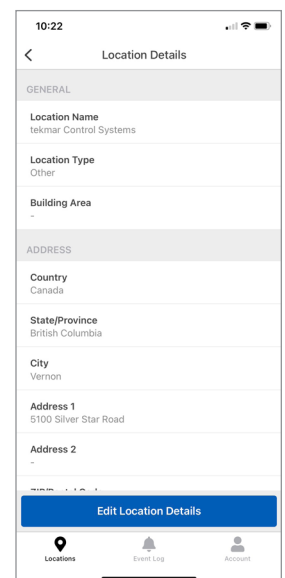 10:22
Location Details
GENERAL
Location Name
tekmar Control Systems
Location Type
Other
Building Area
-
ADDRESS
Country
Canada
State/Province
British Columbia
City
Vernon
Address 1
5100 Silver Star Road
Address 2
-
Edit Location Details
Locations
Event Log
Account